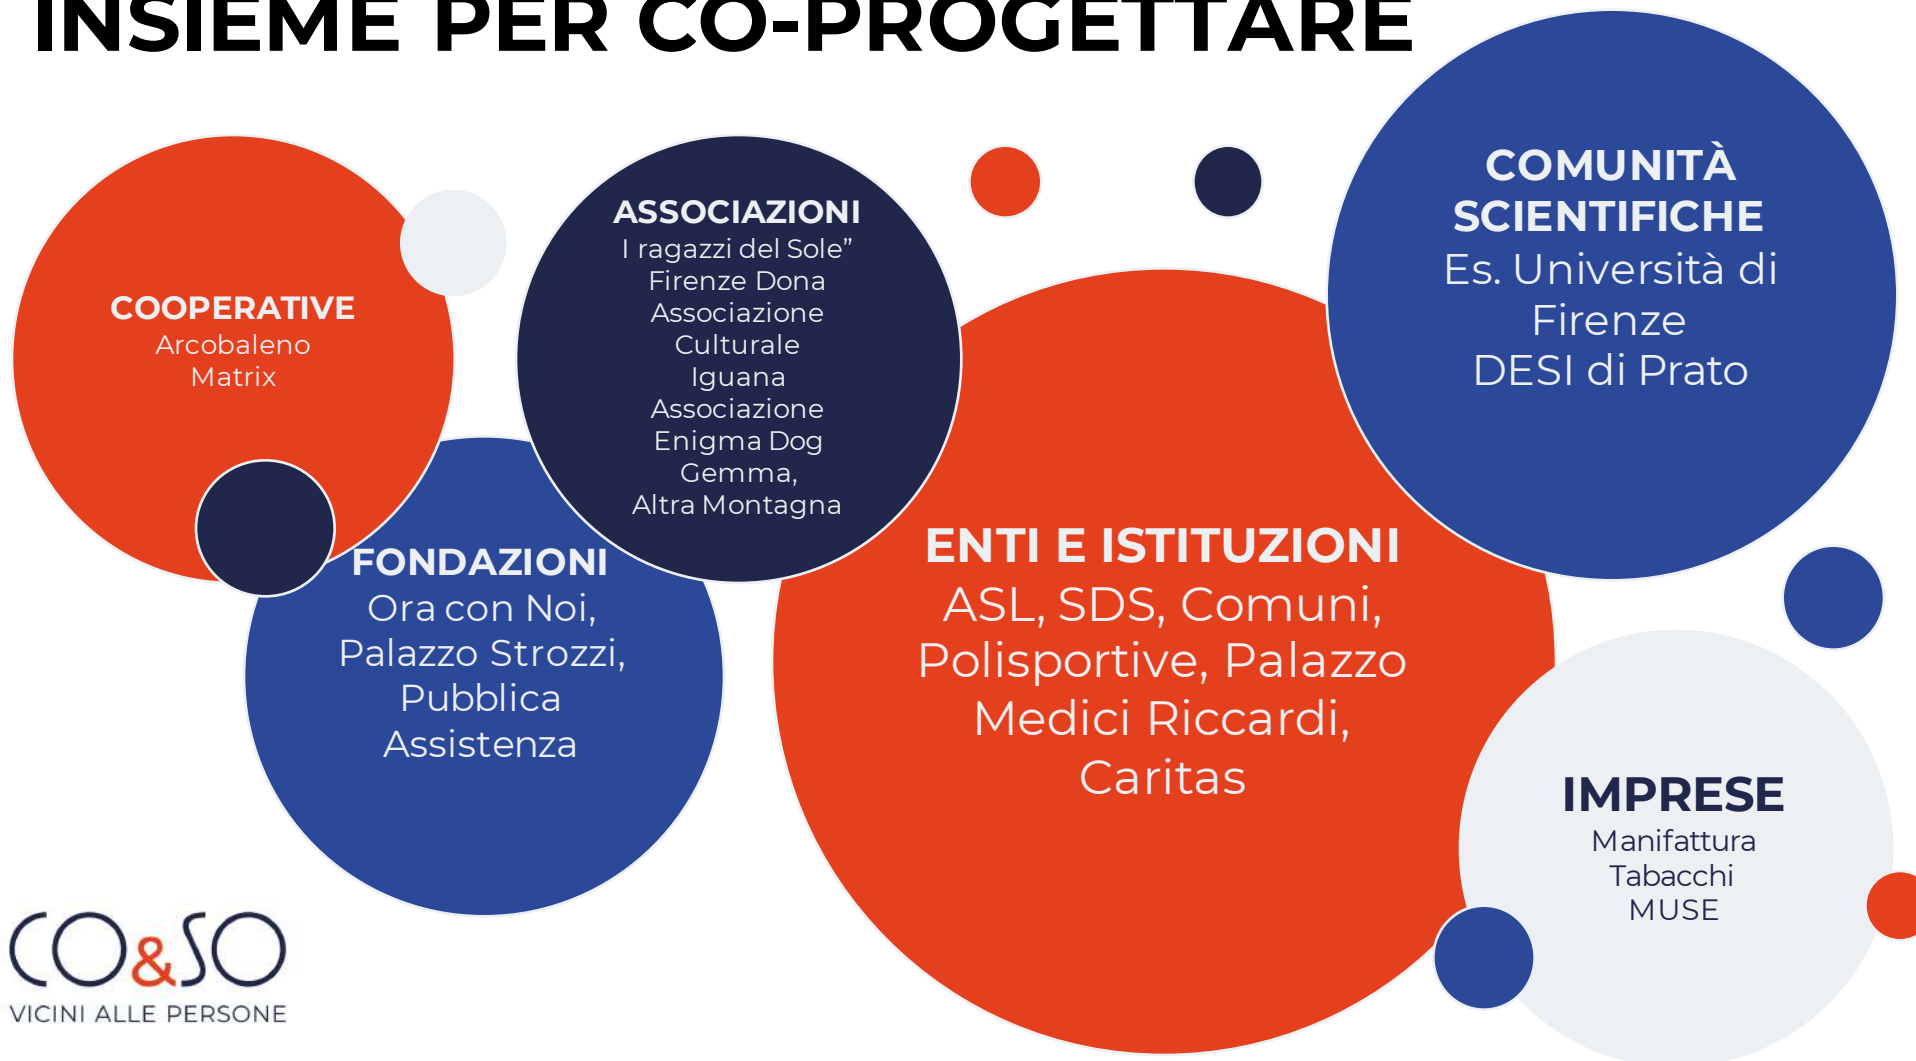 INSIEME PER CO-PROGETTARE
COOPERATIVE
Arcobaleno
Matrix
FONDAZIONI
Ora con Noi,
Palazzo Strozzi,
Pubblica
Assistenza
ASSOCIAZIONI
I ragazzi del Sole”
Firenze Dona
Associazione
Culturale
Iguana
Associazione
Enigma Dog
Gemma,
Altra Montagna
ENTI E ISTITUZIONI
ASL, SDS, Comuni,
Polisportive, Palazzo
Medici Riccardi,
Caritas
COMUNITÀ
SCIENTIFICHE
Es. Università di
Firenze
DESI di Prato
IMPRESE
Manifattura
Tabacchi
MUSE
CO&SO
VICINI ALLE PERSONE